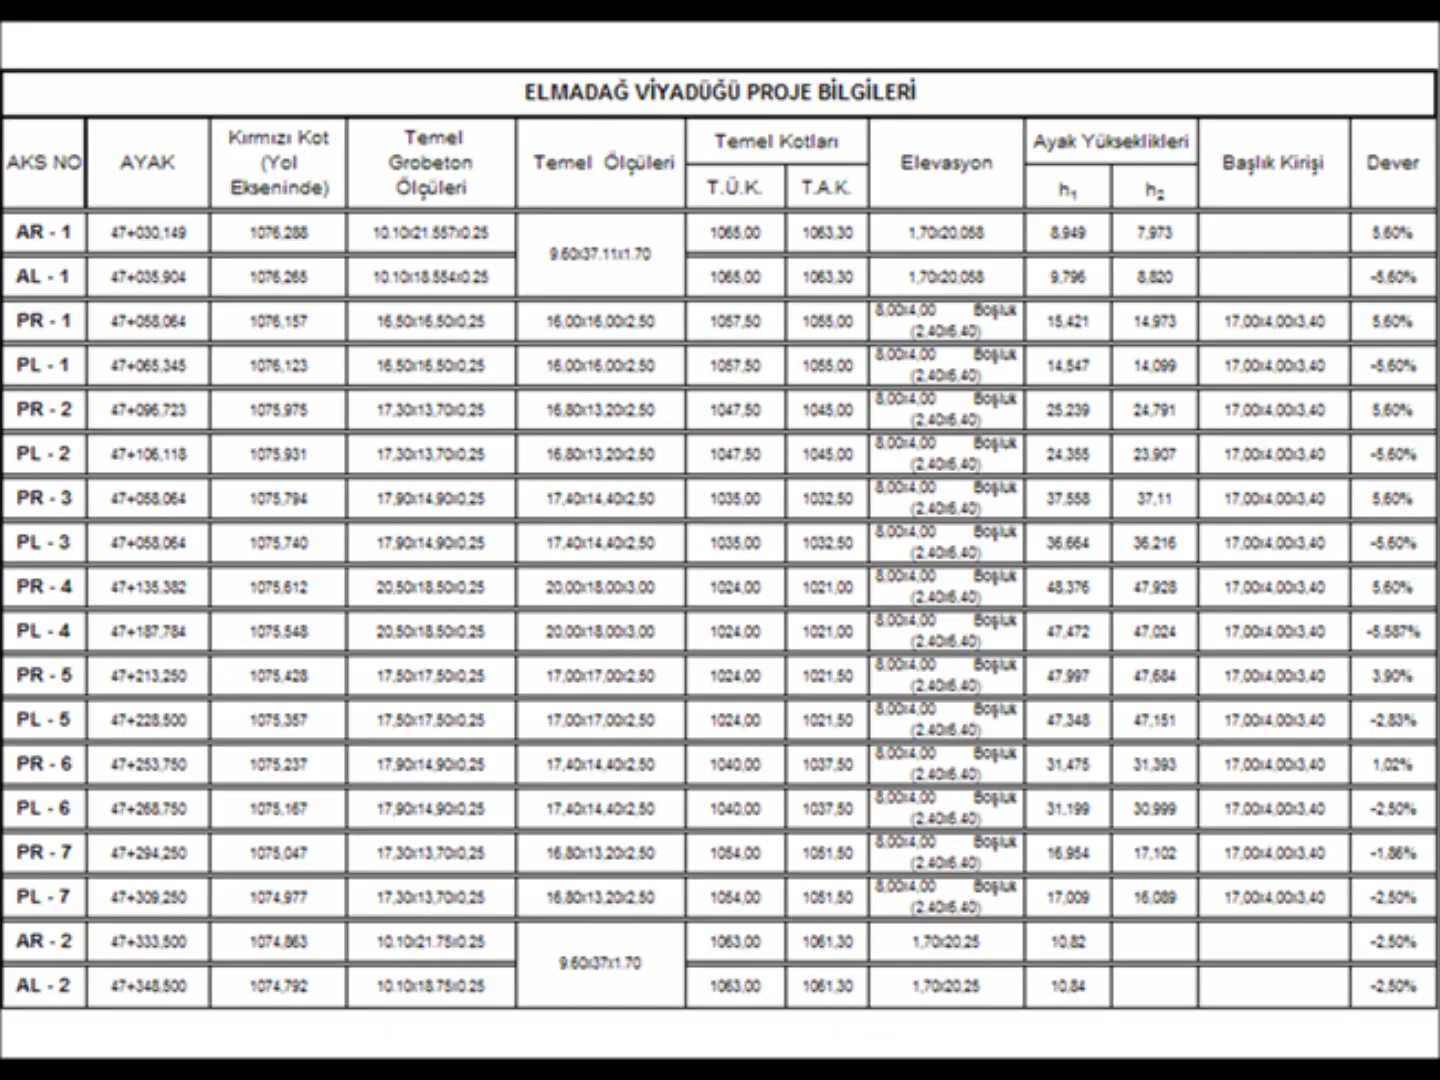 ELMADAĞ VİYADÜĞÜ PROJE BİLGİLERİ
AKS NO AYAK Kırmızı Kot (Yol Ekseninde) Temel Grobeton Ölçüleri Temel Ölçüleri Temel Kotları T.Ü.K. T.A.K. Elevasyon Ayak Yükseklikleri h1 h2 Başlık Kirişi Dever
AR - 1 47+030,149 1076,288 10.10x21.557x0.25 9.60x37.11x1.70 1065,00 1063,30 1,70x20,058 8,949 7,973 5,60%
AL - 1 47+035,904 1076,265 10.10x18.554x0.25 1065,00 1063,30 1,70x20,058 9,796 8,820 -5,60%
PR - 1 47+058,064 1076,157 16,50x16,50x0,25 16,00x16,00x2,50 1057,50 1055,00 8,00x4,00 Boşluk (2,40x6,40) 15,421 14,973 17,00x4,00x3,40 5,60%
PL - 1 47+065,345 1076,123 16,50x16,50x0,25 16,00x16,00x2,50 1057,50 1055,00 8,00x4,00 Boşluk (2,40x6,40) 14,547 14,099 17,00x4,00x3,40 -5,60%
PR - 2 47+096,723 1075,975 17,30x13,70x0,25 16,80x13,20x2,50 1047,50 1045,00 8,00x4,00 Boşluk (2,40x6,40) 25,239 24,791 17,00x4,00x3,40 5,60%
PL - 2 47+106,118 1075,931 17,30x13,70x0,25 16,80x13,20x2,50 1047,50 1045,00 8,00x4,00 Boşluk (2,40x6,40) 24,355 23,907 17,00x4,00x3,40 -5,60%
PR - 3 47+058,064 1075,794 17,90x14,90x0,25 17,40x14,40x2,50 1035,00 1032,50 8,00x4,00 Boşluk (2,40x6,40) 37,558 37,11 17,00x4,00x3,40 5,60%
PL - 3 47+058,064 1075,740 17,90x14,90x0,25 17,40x14,40x2,50 1035,00 1032,50 8,00x4,00 Boşluk (2,40x6,40) 36,664 36,216 17,00x4,00x3,40 -5,60%
PR - 4 47+135,382 1075,612 20,50x18,50x0,25 20,00x18,00x3,00 1024,00 1021,00 8,00x4,00 Boşluk (2,40x6,40) 48,376 47,928 17,00x4,00x3,40 5,60%
PL - 4 47+187,784 1075,548 20,50x18,50x0,25 20,00x18,00x3,00 1024,00 1021,00 8,00x4,00 Boşluk (2,40x6,40) 47,472 47,024 17,00x4,00x3,40 -5,587%
PR - 5 47+213,250 1075,428 17,50x17,50x0,25 17,00x17,00x2,50 1024,00 1021,50 8,00x4,00 Boşluk (2,40x6,40) 47,997 47,684 17,00x4,00x3,40 3,90%
PL - 5 47+228,500 1075,357 17,50x17,50x0,25 17,00x17,00x2,50 1024,00 1021,50 8,00x4,00 Boşluk (2,40x6,40) 47,348 47,151 17,00x4,00x3,40 -2,83%
PR - 6 47+253,750 1075,237 17,90x14,90x0,25 17,40x14,40x2,50 1040,00 1037,50 8,00x4,00 Boşluk (2,40x6,40) 31,475 31,393 17,00x4,00x3,40 1,02%
PL - 6 47+268,750 1075,167 17,90x14,90x0,25 17,40x14,40x2,50 1040,00 1037,50 8,00x4,00 Boşluk (2,40x6,40) 31,199 30,999 17,00x4,00x3,40 -2,50%
PR - 7 47+294,250 1075,047 17,30x13,70x0,25 16,80x13,20x2,50 1054,00 1051,50 8,00x4,00 Boşluk (2,40x6,40) 16,954 17,102 17,00x4,00x3,40 -1,86%
PL - 7 47+309,250 1074,977 17,30x13,70x0,25 16,80x13,20x2,50 1054,00 1051,50 8,00x4,00 Boşluk (2,40x6,40) 17,009 16,089 17,00x4,00x3,40 -2,50%
AR - 2 47+333,500 1074,863 10.10x21.75x0.25 9.60x37x1.70 1063,00 1061,30 1,70x20,25 10,82 -2,50%
AL - 2 47+348,500 1074,792 10.10x18.75x0.25 1063,00 1061,30 1,70x20,25 10,84 -2,50%